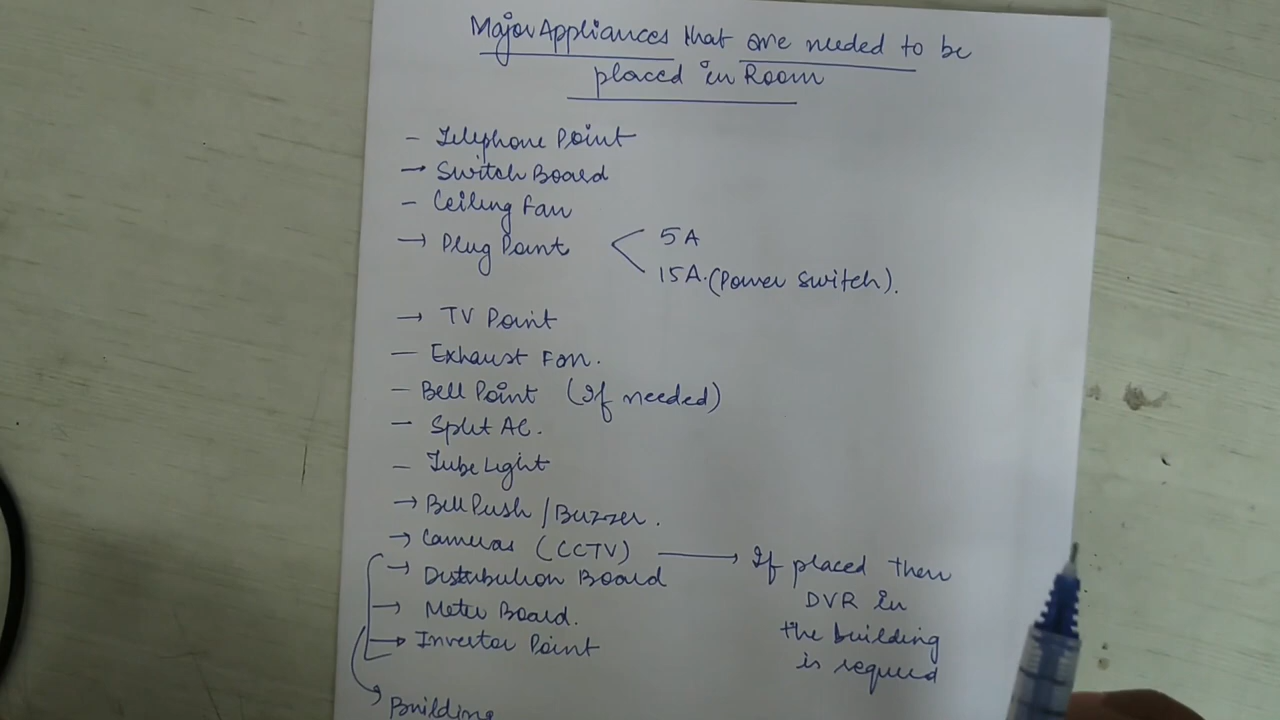 Major Appliances that are needed to be
placed in Room
- Telephone Point
→ Switch Board
- Ceiling Fan
→ Plug Point < 5A
15A. (Power switch).
→ TV Point
- Exhaust Fan.
- Bell Point (If needed)
- Split AC.
- Tube Light
→ Bell Push / Buzzer.
→ Cameras (CCTV) → If placed then
DVR in
the building
is required
→ Distribution Board
→ Meter Board.
→ Invertor Point
Building